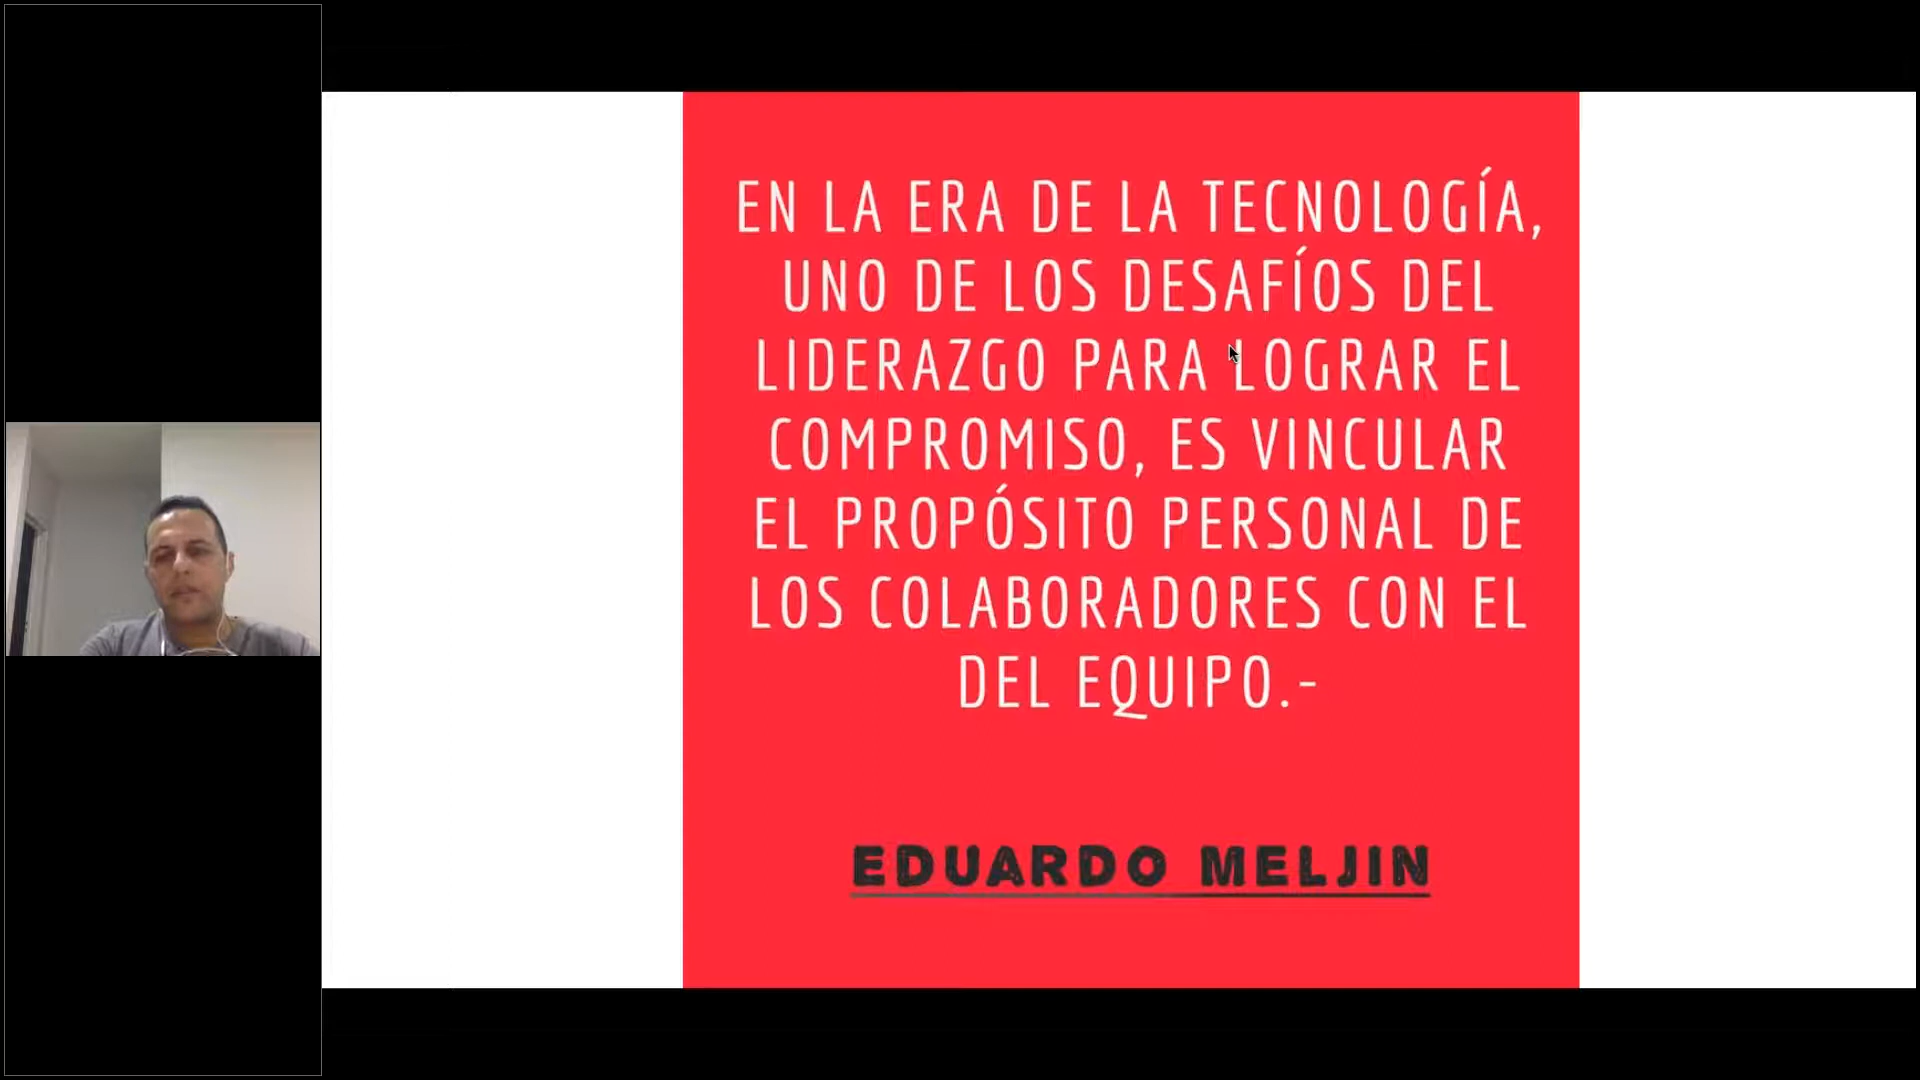 EN LA ERA DE LA TECNOLOGÍA,
UNO DE LOS DESAFÍOS DEL
LIDERAZGO PARA LOGRAR EL
COMPROMISO, ES VINCULAR
EL PROPÓSITO PERSONAL DE
LOS COLABORADORES CON EL
DEL EQUIPO.-
EDUARDO MELJIN